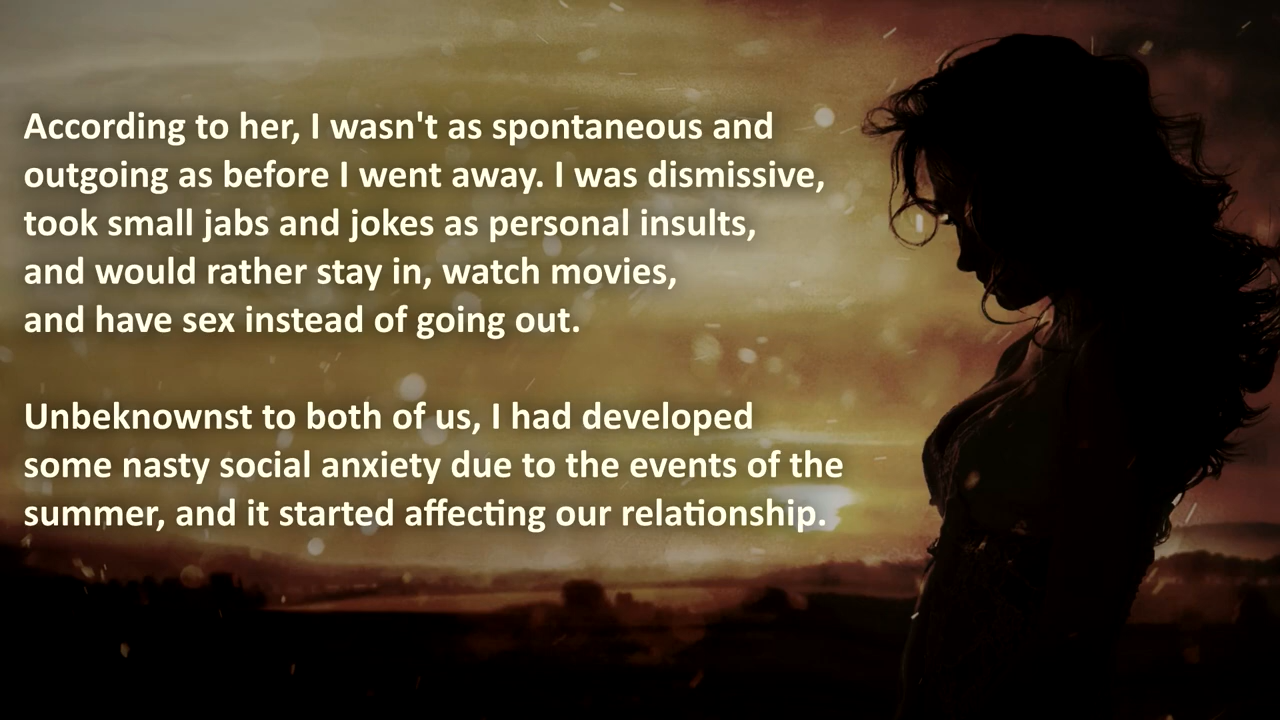 According to her, I wasn't as spontaneous and
outgoing as before I went away. I was dismissive,
took small jabs and jokes as personal insults,
and would rather stay in, watch movies,
and have sex instead of going out.
Unbeknownst to both of us, I had developed
some nasty social anxiety due to the events of the
summer, and it started affecting our relationship.